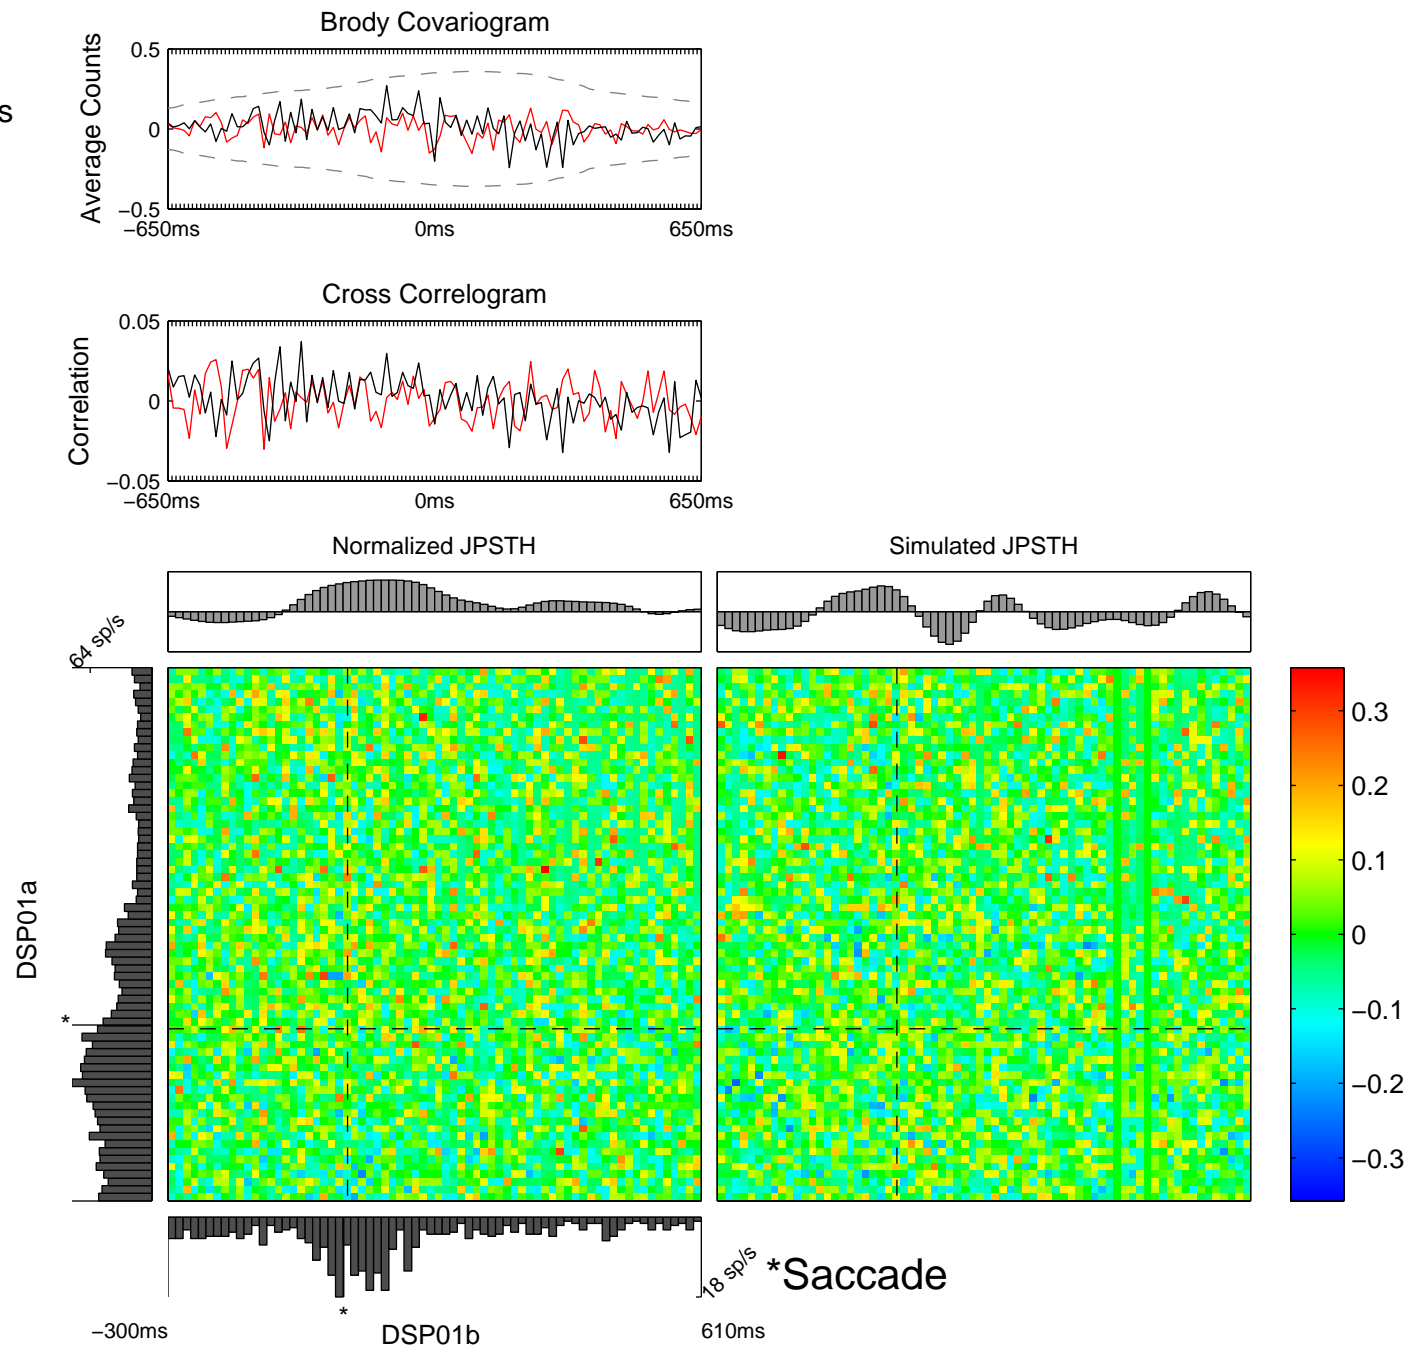 Brody Covariogram
Average Counts
0.5
0
−0.5
−650ms
0ms
650ms
s
Cross Correlogram
Correlation
0.05
0
−0.05
−650ms
0ms
650ms
Normalized JPSTH
Simulated JPSTH
64 sp/s
DSP01a
*
0.3
0.2
0.1
0
−0.1
−0.2
−0.3
18 sp/s
*Saccade
*
−300ms
DSP01b
610ms